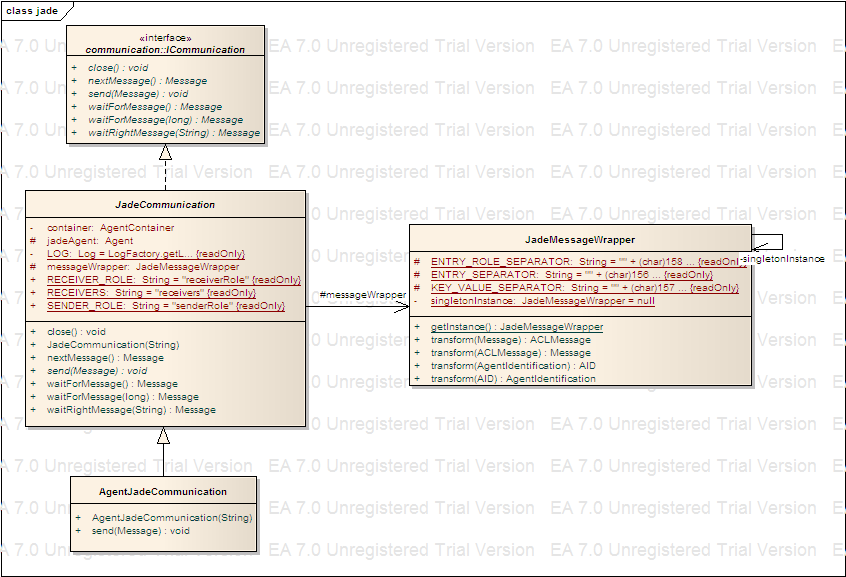 class jade
«interface»
communication::ICommunication
+ close() : void
+ nextMessage() : Message
+ send(Message) : void
+ waitForMessage() : Message
+ waitForMessage(long) : Message
+ waitRightMessage(String) : Message
JadeCommunication
- container: AgentContainer
# jadeAgent: Agent
- LOG: Log = LogFactory.getL... {readOnly}
# messageWrapper: JadeMessageWrapper
+ RECEIVER_ROLE: String = "receiverRole" {readOnly}
+ RECEIVERS: String = "receivers" {readOnly}
+ SENDER_ROLE: String = "senderRole" {readOnly}
+ close() : void
+ JadeCommunication(String)
+ nextMessage() : Message
+ send(Message) : void
+ waitForMessage() : Message
+ waitForMessage(long) : Message
+ waitRightMessage(String) : Message
#messageWrapper
JadeMessageWrapper
# ENTRY_ROLE_SEPARATOR: String = "" + (char)158 ... {readOnly}
# ENTRY_SEPARATOR: String = "" + (char)156 ... {readOnly}
# KEY_VALUE_SEPARATOR: String = "" + (char)157 ... {readOnly}
- singletonInstance: JadeMessageWrapper = null
+ getInstance() : JadeMessageWrapper
+ transform(Message) : ACLMessage
+ transform(ACLMessage) : Message
+ transform(AgentIdentification) : AID
+ transform(AID) : AgentIdentification
-singletonInstance
AgentJadeCommunication
+ AgentJadeCommunication(String)
+ send(Message) : void
EA 7.0 Unregistered Trial Version